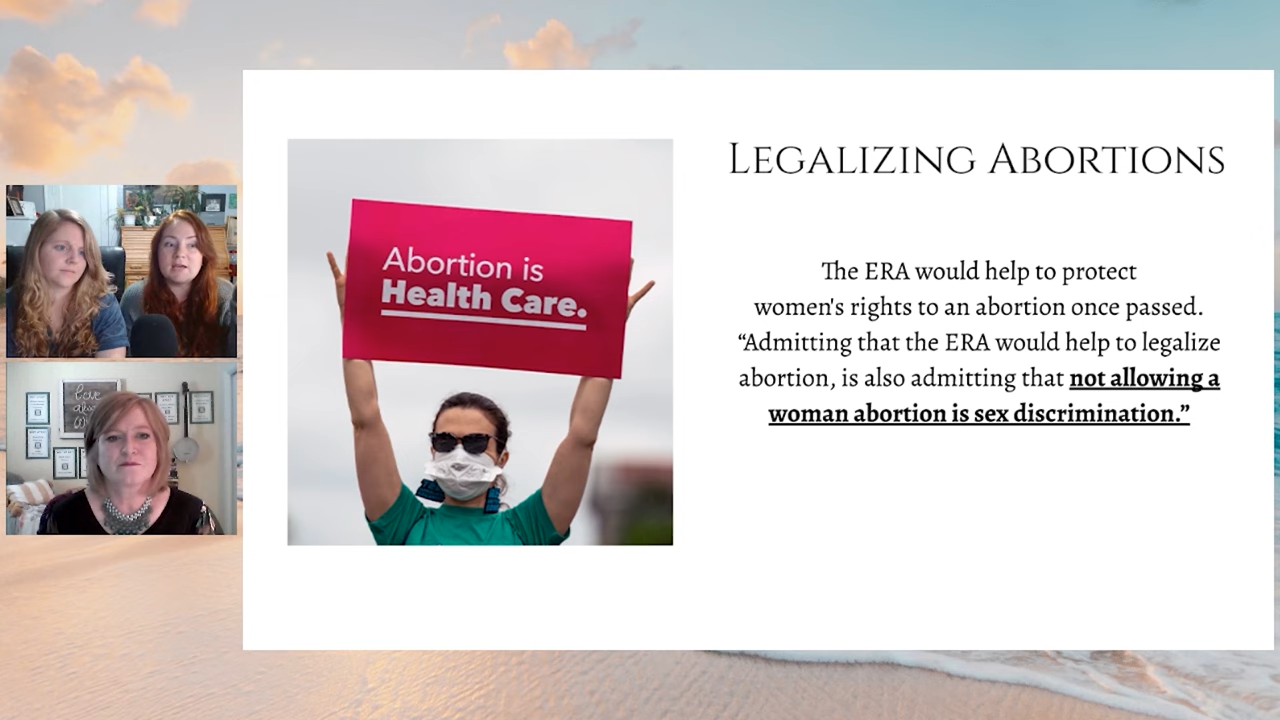 Legalizing Abortions
Abortion is
Health Care.
The ERA would help to protect
women's rights to an abortion once passed.
“Admitting that the ERA would help to legalize
abortion, is also admitting that not allowing a
woman abortion is sex discrimination.”
love